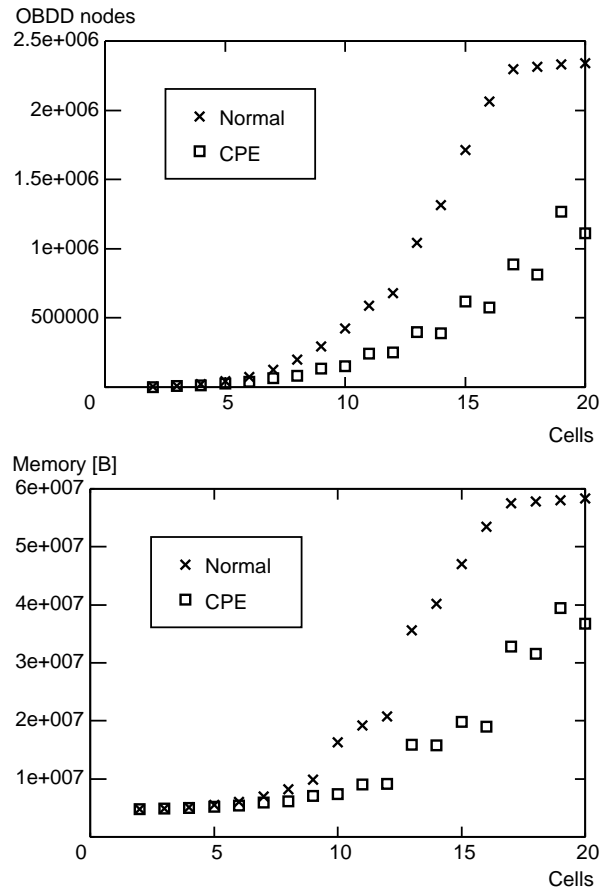 OBDD nodes
2.5e+006
2e+006
Normal
CPE
1.5e+006
1e+006
500000
0 5 10 15 20
Cells
Memory [B]
6e+007
5e+007
Normal
CPE
4e+007
3e+007
2e+007
1e+007
0 5 10 15 20
Cells